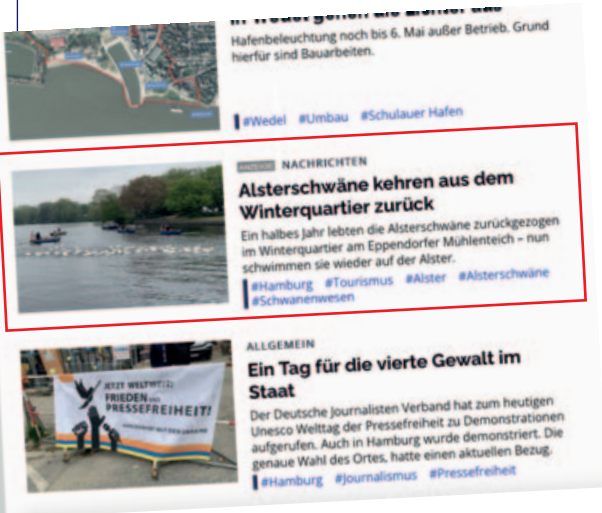 Hafenbeleuchtung noch bis 6. Mai außer Betrieb. Grund
hierfür sind Bauarbeiten.
#Wedel #Umbau #Schulauer Hafen
NACHRICHTEN
Alsterschwäne kehren aus dem
Winterquartier zurück
Ein halbes Jahr lebten die Alsterschwäne zurückgezogen
im Winterquartier am Eppendorfer Mühlenteich – nun
schwimmen sie wieder auf der Alster.
#Hamburg #Tourismus #Alster #Alsterschwäne
#Schwanenwesen
ALLGEMEIN
Ein Tag für die vierte Gewalt im
Staat
Der Deutsche Journalisten Verband hat zum heutigen
Unesco Welttag der Pressefreiheit zu Demonstrationen
aufgerufen. Auch in Hamburg wurde demonstriert. Die
genaue Wahl des Ortes, hatte einen aktuellen Bezug.
#Hamburg #Journalismus #Pressefreiheit
JETZT WELTWEIT:
FRIEDEN
PRESSEFREIHEIT!